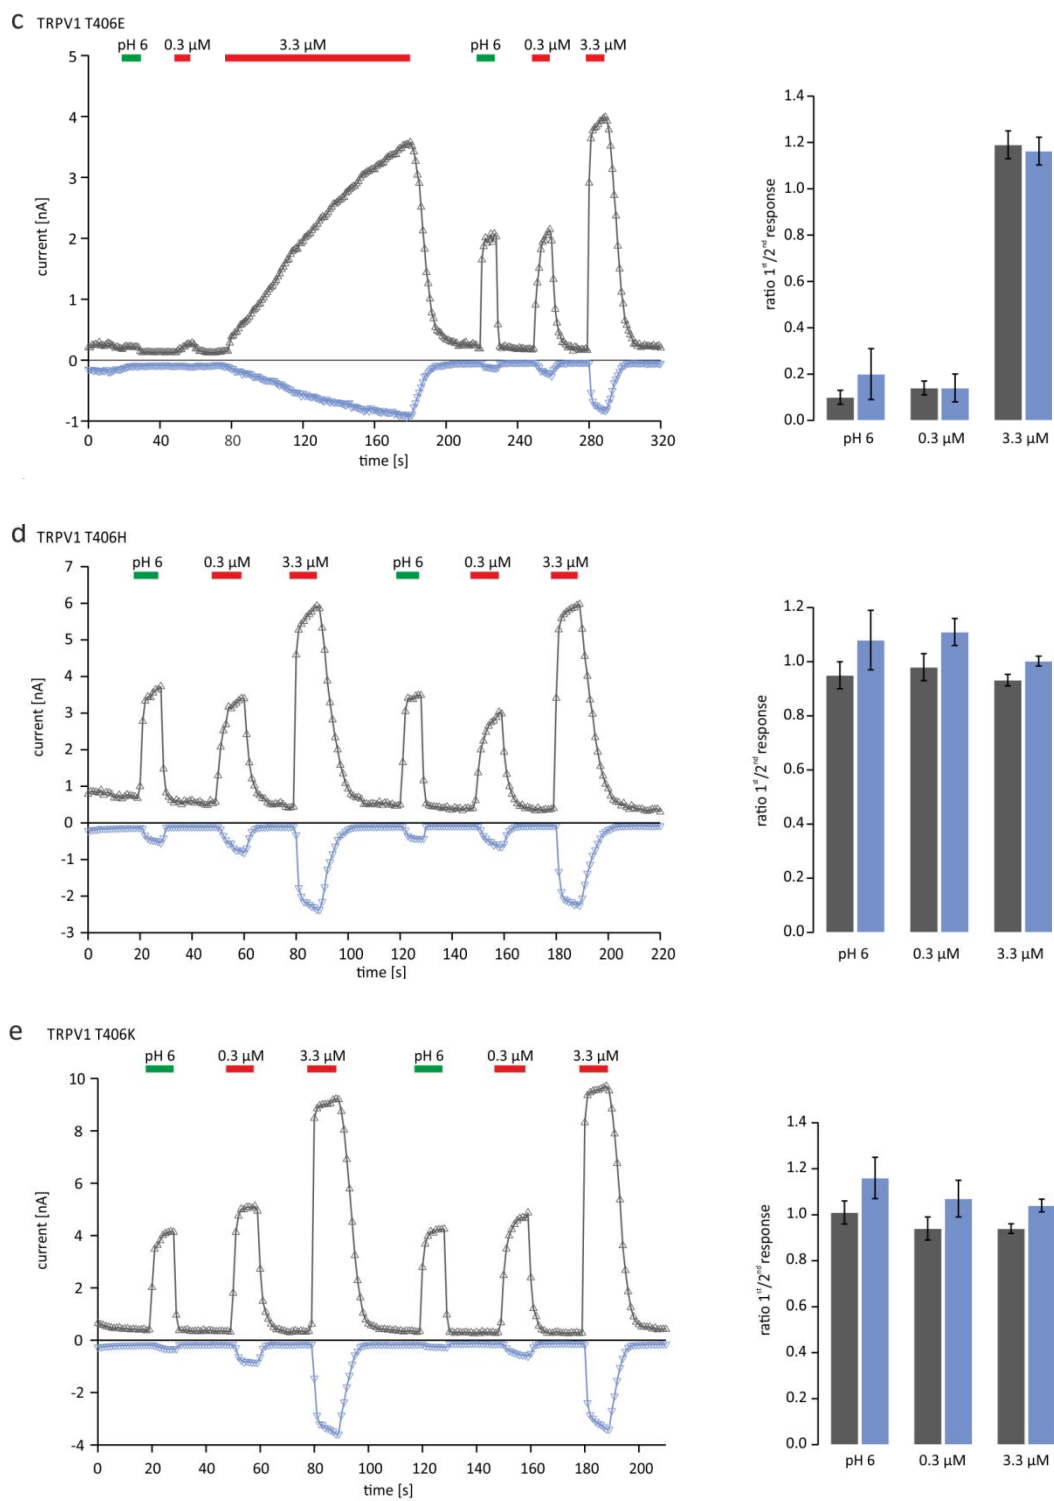 c TRPV1 T406E
pH 6 0.3 µM 3.3 µM pH 6 0.3 µM 3.3 µM
5
4
3
2
1
0
-1
current [nA]
0 40 80 120 160 200 240 280 320
time [s]
1.4
1.2
1.0
0.8
0.6
0.4
0.2
0.0
ratio 1st/2nd response
pH 6 0.3 µM 3.3 µM
d TRPV1 T406H
pH 6 0.3 µM 3.3 µM pH 6 0.3 µM 3.3 µM
7
6
5
4
3
2
1
0
-1
-2
-3
current [nA]
0 20 40 60 80 100 120 140 160 180 200 220
time [s]
1.2
1.0
0.8
0.6
0.4
0.2
0.0
ratio 1st/2nd response
pH 6 0.3 µM 3.3 µM
e TRPV1 T406K
pH 6 0.3 µM 3.3 µM pH 6 0.3 µM 3.3 µM
10
8
6
4
2
0
-2
-4
current [nA]
0 20 40 60 80 100 120 140 160 180 200
time [s]
1.4
1.2
1.0
0.8
0.6
0.4
0.2
0.0
ratio 1st/2nd response
pH 6 0.3 µM 3.3 µM